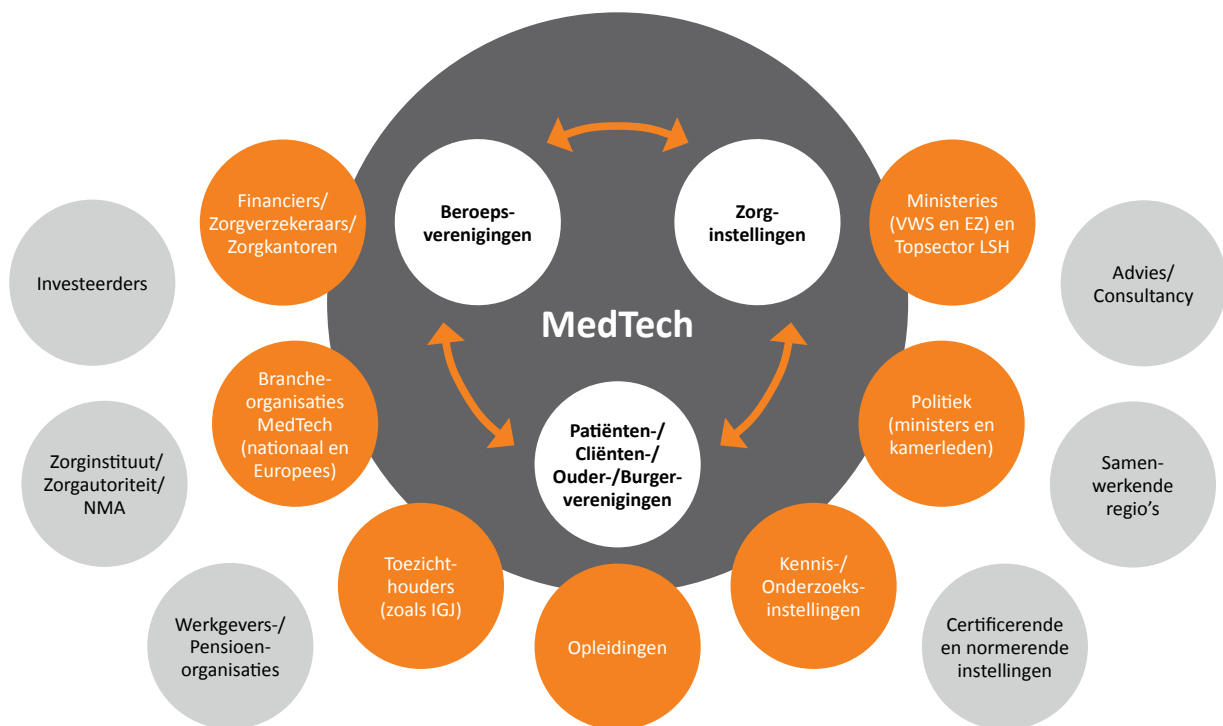 Beroeps-
verenigingen
Zorg-
instellingen
MedTech
Patiënten-/
Cliënten-/
Ouder-/Burger-
verenigingen
Financiers/
Zorgverzekeraars/
Zorgkantoren
Ministeries
(VWS en EZ) en
Topsector LSH
Branche-
organisaties
MedTech
(nationaal en
Europees)
Politiek
(ministers en
kamerleden)
Toezicht-
houders
(zoals IGJ)
Opleidingen
Kennis-/
Onderzoeks-
instellingen
Investeerders
Advies/
Consultancy
Zorginstituut/
Zorgautoriteit/
NMA
Samen-
werkende
regio’s
Werkgevers-/
Pensioen-
organisaties
Certificerende
en normerende
instellingen